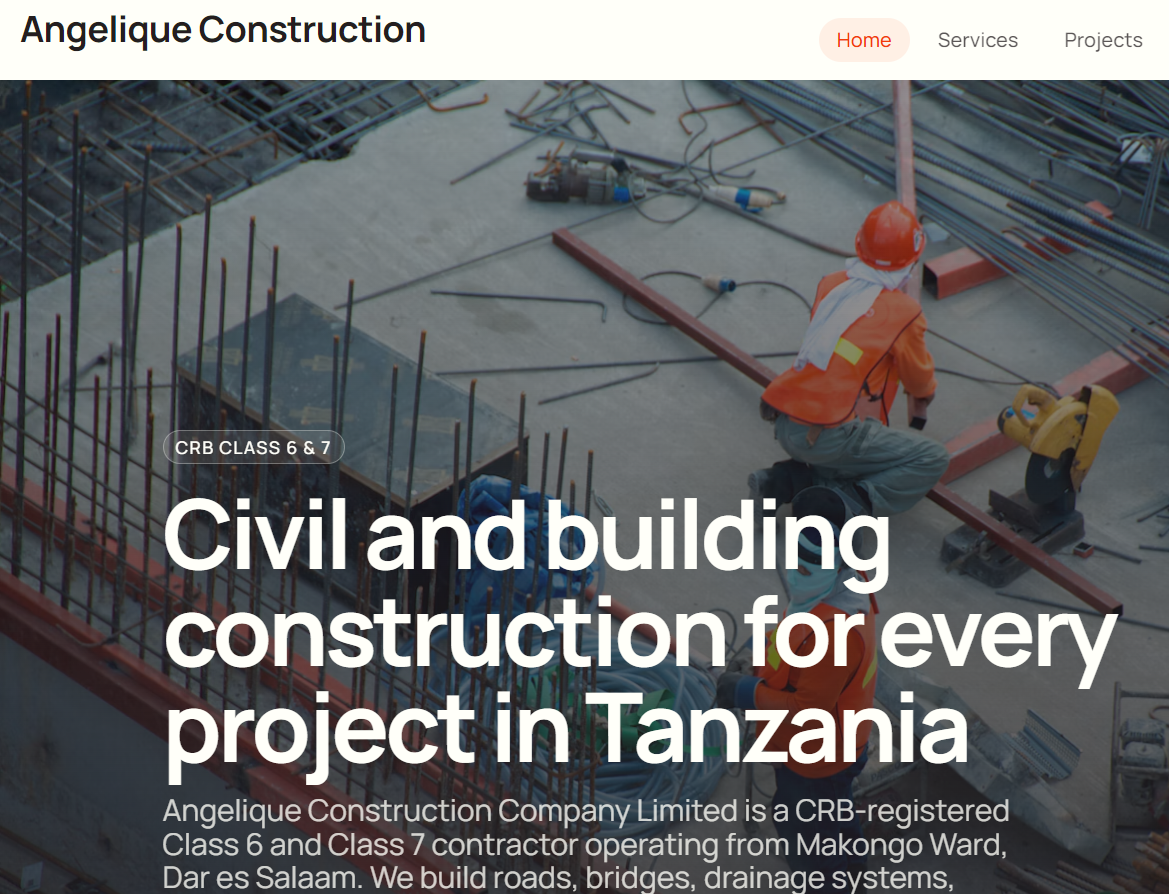 Angelique Construction
Home Services Projects
CRB CLASS 6 & 7
Civil and building
construction for every
project in Tanzania
Angelique Construction Company Limited is a CRB-registered
Class 6 and Class 7 contractor operating from Makongo Ward,
Dar es Salaam. We build roads, bridges, drainage systems,